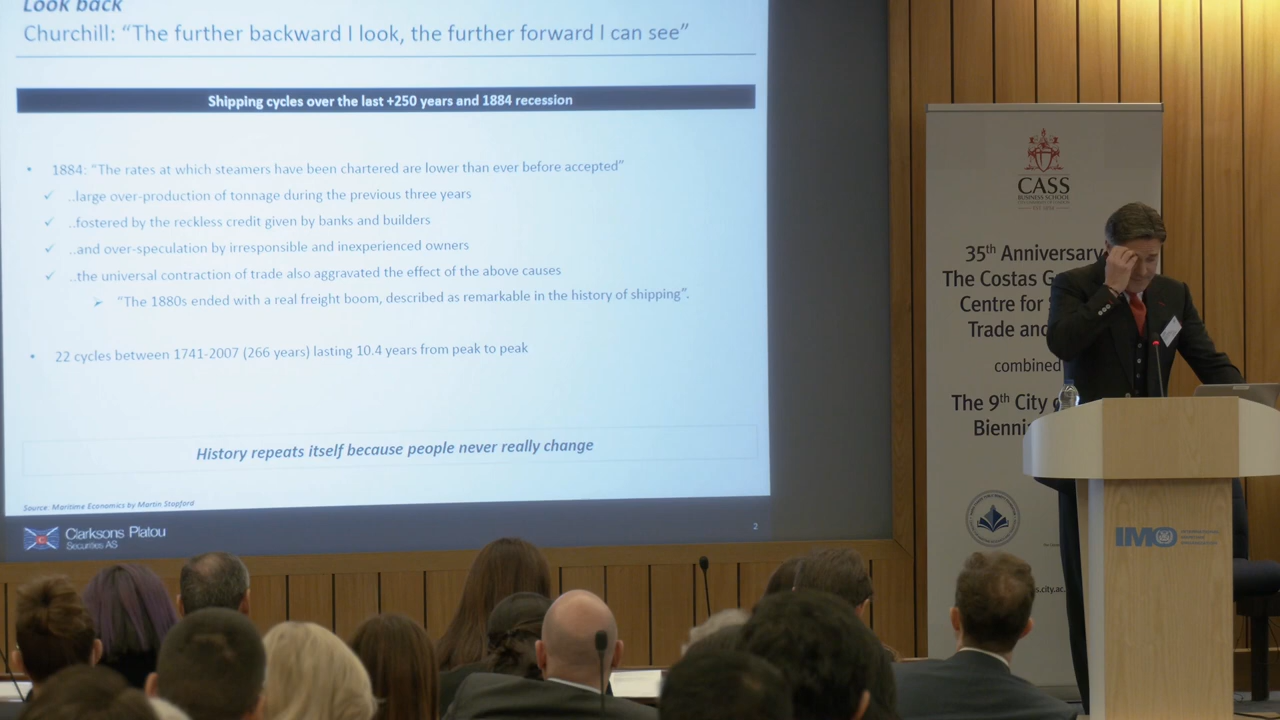 Look back
Churchill: “The further backward I look, the further forward I can see”
Shipping cycles over the last +250 years and 1884 recession
• 1884: “The rates at which steamers have been chartered are lower than ever before accepted”
✓ ..large over-production of tonnage during the previous three years
✓ ..fostered by the reckless credit given by banks and builders
✓ ..and over-speculation by irresponsible and inexperienced owners
✓ ..the universal contraction of trade also aggravated the effect of the above causes
➢ “The 1880s ended with a real freight boom, described as remarkable in the history of shipping”.
• 22 cycles between 1741-2007 (266 years) lasting 10.4 years from peak to peak
History repeats itself because people never really change
Source: Maritime Economics by Martin Stopford
Clarksons Platou
Securities AS
2
CASS
BUSINESS SCHOOL
35th Anniversary
The Costas
Centre for
Trade and
combined
The 9th City
IMO